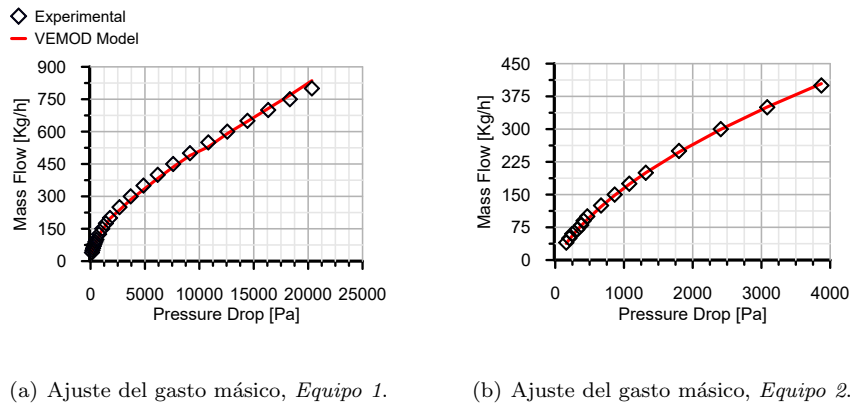 Experimental
VEMOD Model
900
750
600
450
300
150
0
Mass Flow [Kg/h]
0 5000 10000 15000 20000 25000
Pressure Drop [Pa]
450
375
300
225
150
75
0
Mass Flow [Kg/h]
0 1000 2000 3000 4000
Pressure Drop [Pa]
(a) Ajuste del gasto másico, Equipo 1.
(b) Ajuste del gasto másico, Equipo 2.